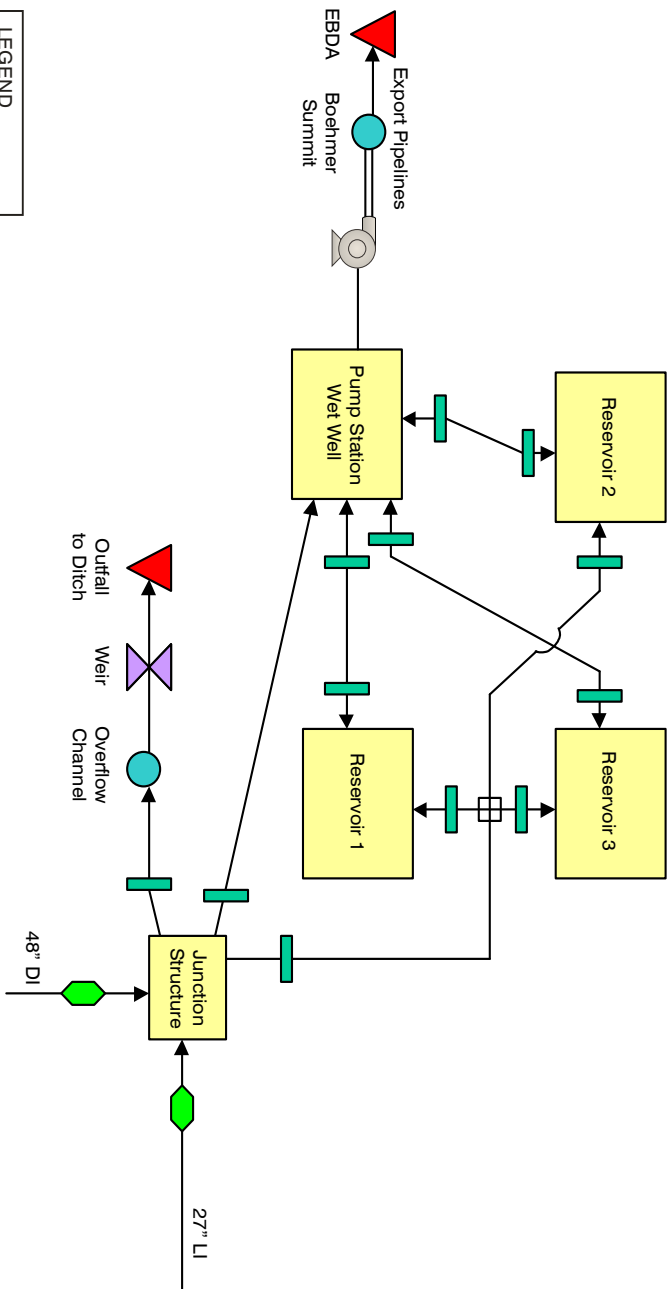 LEGEND
EBDA
Export Pipelines
Boehmer
Summit
Pump Station
Wet Well
Reservoir 2
Reservoir 3
Reservoir 1
Outfall
to Ditch
Weir
Overflow
Channel
Junction
Structure
48” DI
27” LI